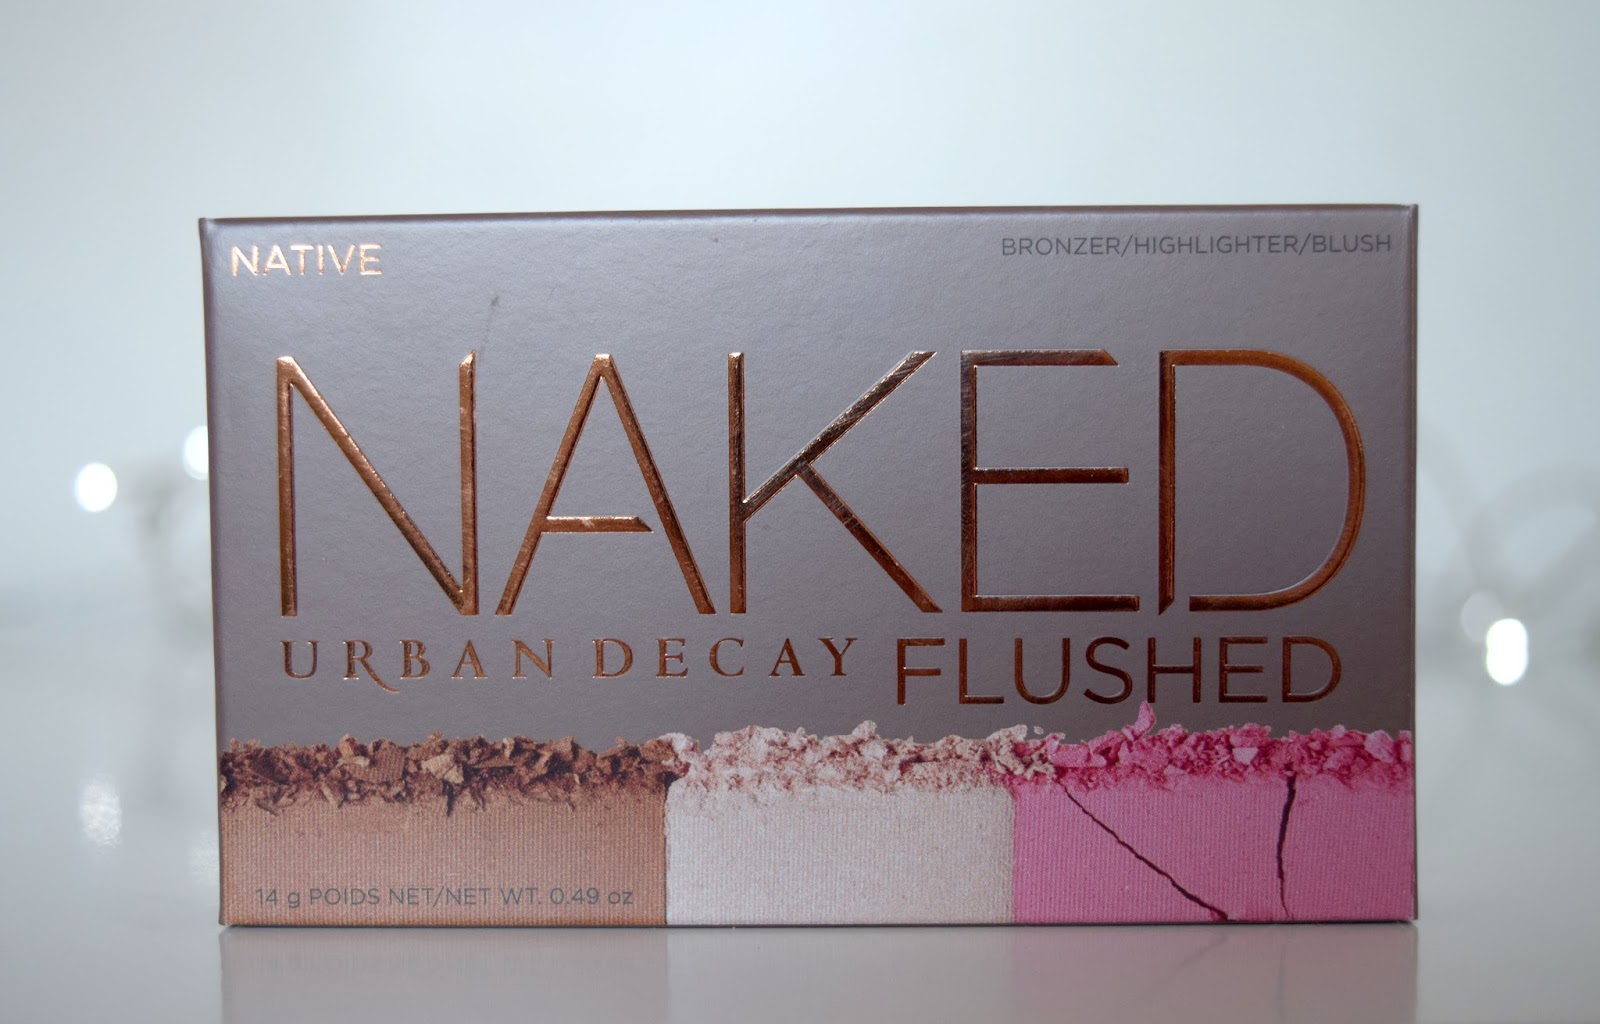 NATIVE
BRONZER/HIGHLIGHTER/BLUSH
NAKED
URBAN DECAY FLUSHED
14 g POIDS NET/NET WT. 0.49 oz